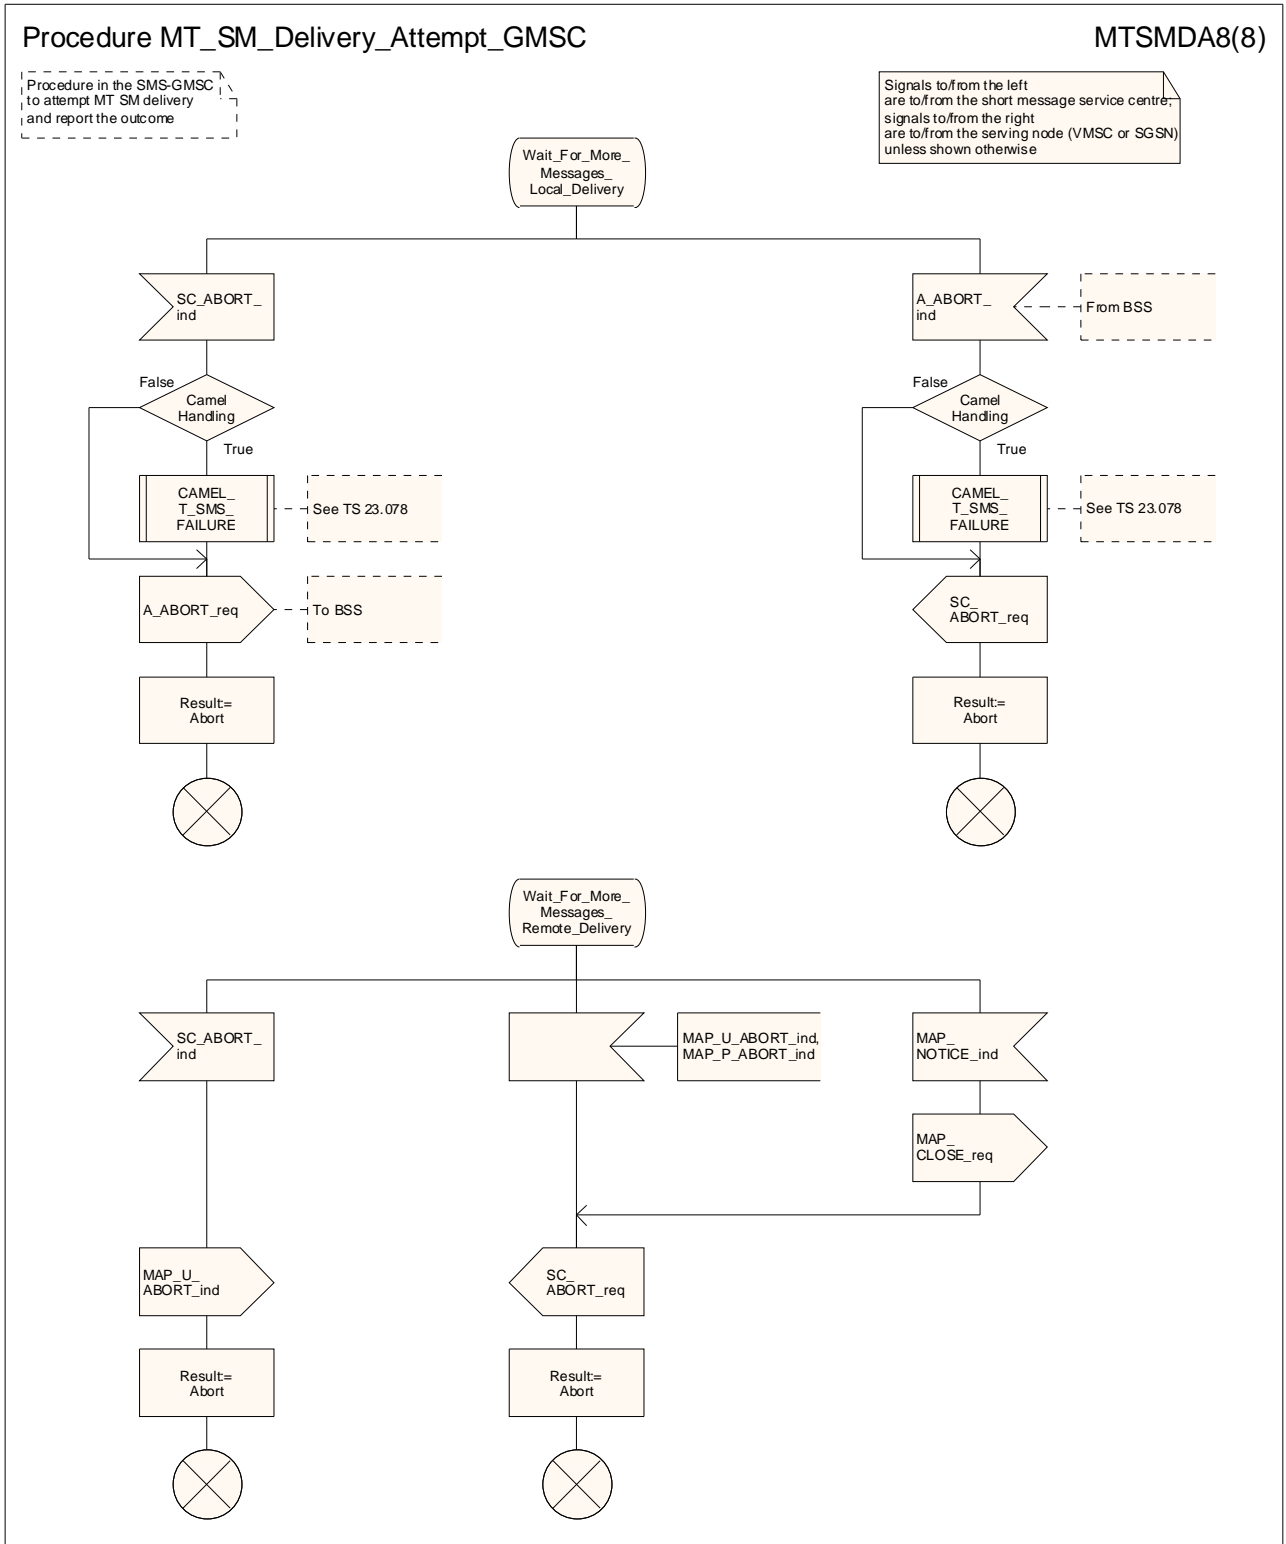 Procedure MT_SM_Delivery_Attempt_GMSC
MTSMDA8(8)
Procedure in the SMS-GMSC
to attempt MT SM delivery
and report the outcome
Signals to/from the left
are to/from the short message service centre;
signals to/from the right
are to/from the serving node (VMSC or SGSN)
unless shown otherwise
Wait_For_More_
Messages_
Local_Delivery
SC_ABORT_
ind
A_ABORT_
ind
From BSS
False
Camel
Handling
True
False
Camel
Handling
True
CAMEL_
T_SMS_
FAILURE
See TS 23.078
CAMEL_
T_SMS_
FAILURE
See TS 23.078
A_ABORT_req
To BSS
SC_
ABORT_req
Result:=
Abort
Result:=
Abort
Wait_For_More_
Messages_
Remote_Delivery
SC_ABORT_
ind
MAP_U_ABORT_ind,
MAP_P_ABORT_ind
MAP_
NOTICE_ind
MAP_
CLOSE_req
MAP_U_
ABORT_ind
SC_
ABORT_req
Result:=
Abort
Result:=
Abort